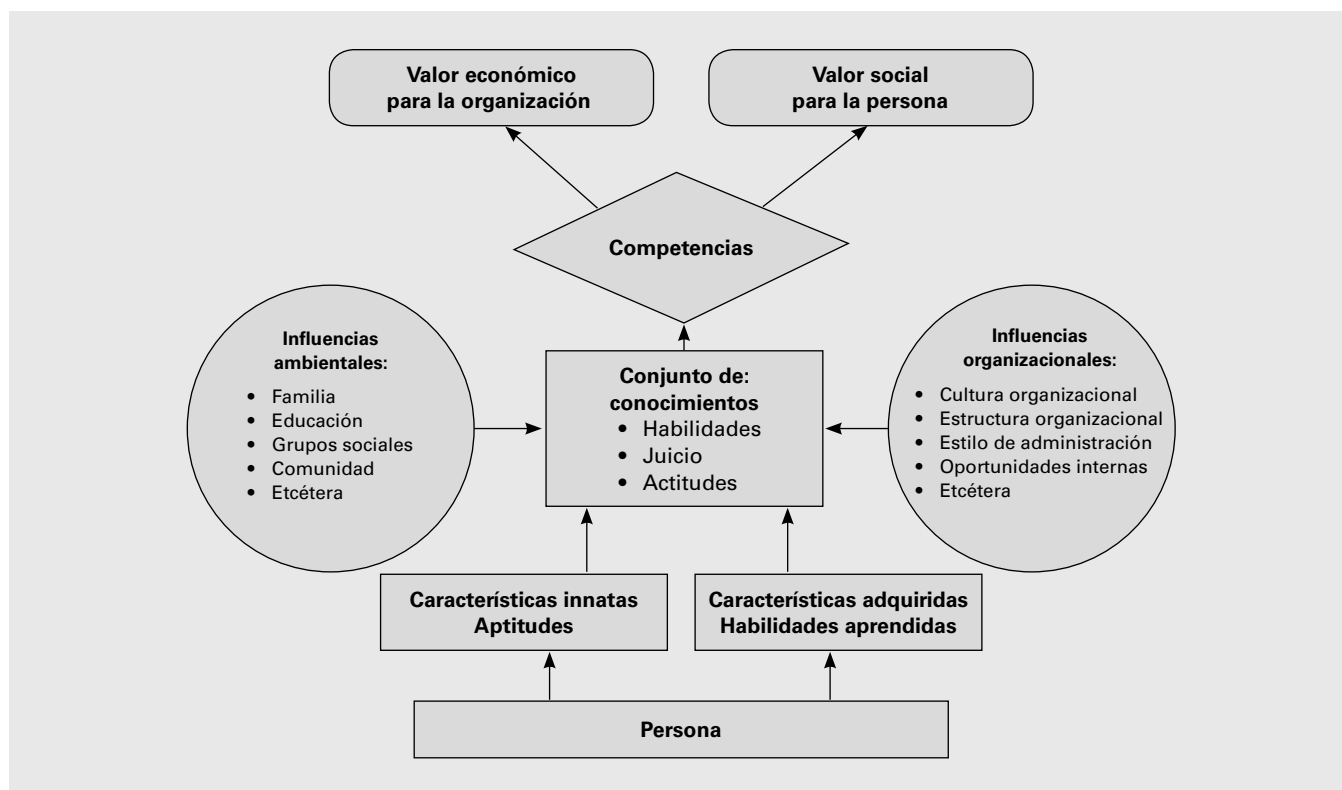 Valor económico
para la organización
Valor social
para la persona
Competencias
Influencias
ambientales:
• Familia
• Educación
• Grupos sociales
• Comunidad
• Etcétera
Conjunto de:
conocimientos
• Habilidades
• Juicio
• Actitudes
Influencias
organizacionales:
• Cultura organizacional
• Estructura organizacional
• Estilo de administración
• Oportunidades internas
• Etcétera
Características innatas
Aptitudes
Características adquiridas
Habilidades aprendidas
Persona